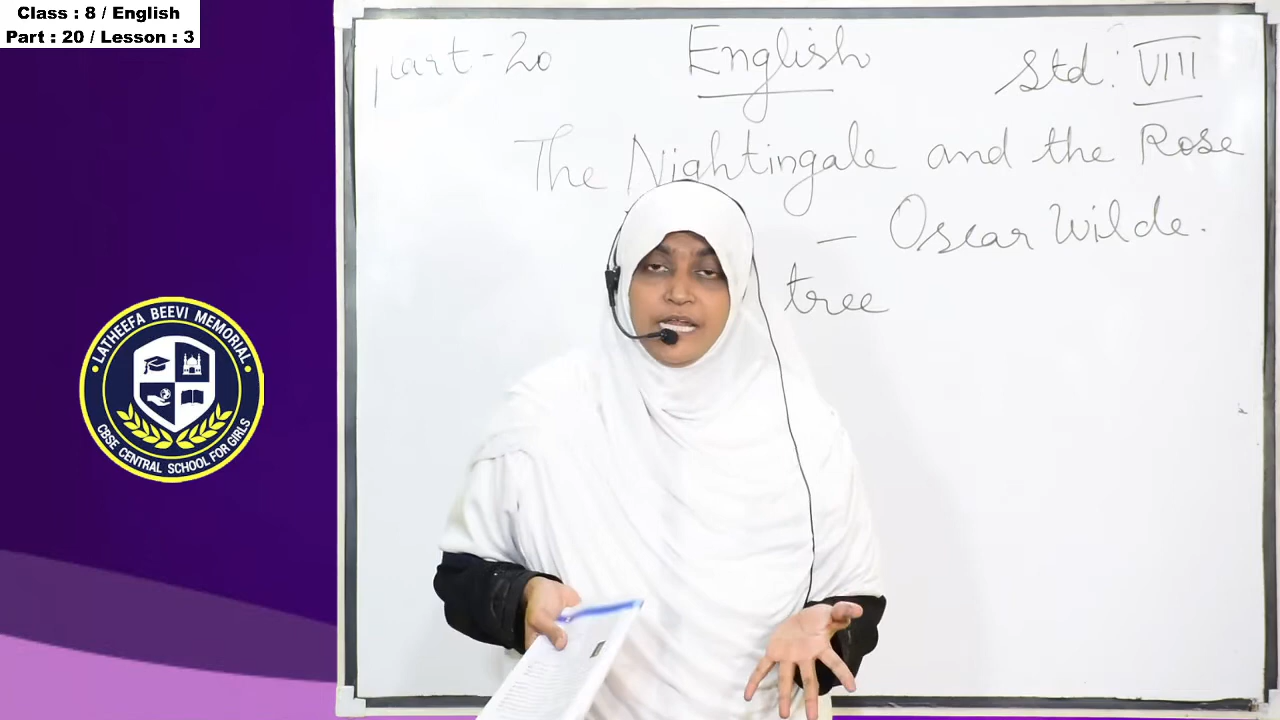 Class : 8 / English
Part : 20 / Lesson : 3
part - 20
English
Std: VIII
The Nightingale and the Rose
- Oscar Wilde.
tree
LATHEEFA BEEVI MEMORIAL
CBSE CENTRAL SCHOOL FOR GIRLS